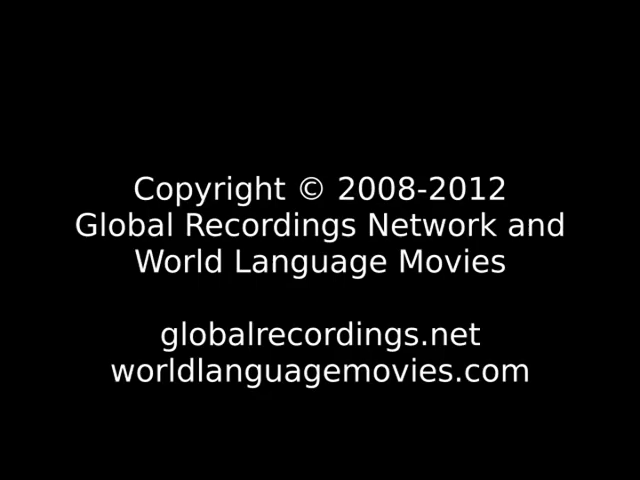 Copyright © 2008-2012
Global Recordings Network and
World Language Movies
globalrecordings.net
worldlanguagemovies.com